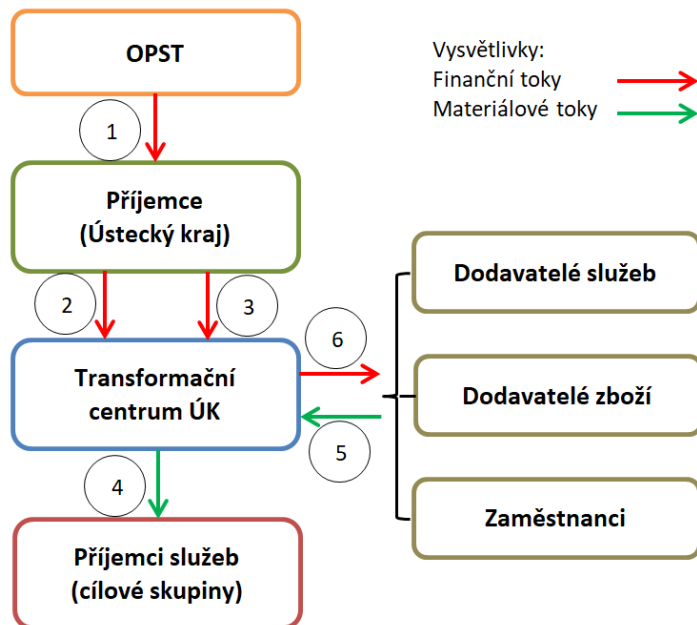 OPST
Vysvětlivky:
Finanční toky
Materiálové toky
1
Příjemce
(Ústecký kraj)
2
3
Transformační
centrum ÚK
6
5
Dodavatelé služeb
Dodavatelé zboží
Zaměstnanci
4
Příjemci služeb
(cílové skupiny)